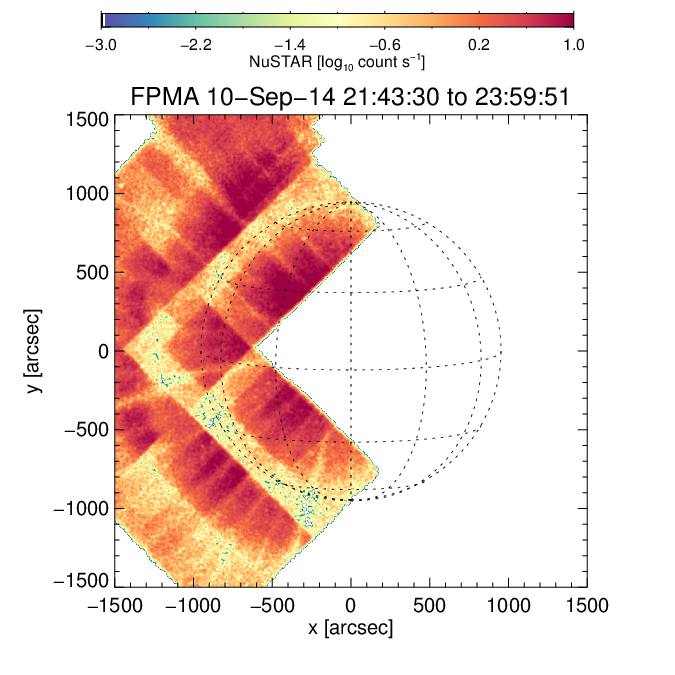 −3.0 −2.2 −1.4 −0.6 0.2 1.0
NuSTAR [log₁₀ count s⁻¹]
FPMA 10−Sep−14 21:43:30 to 23:59:51
1500
1000
500
0
−500
−1000
−1500
y [arcsec]
−1500 −1000 −500 0 500 1000 1500
x [arcsec]